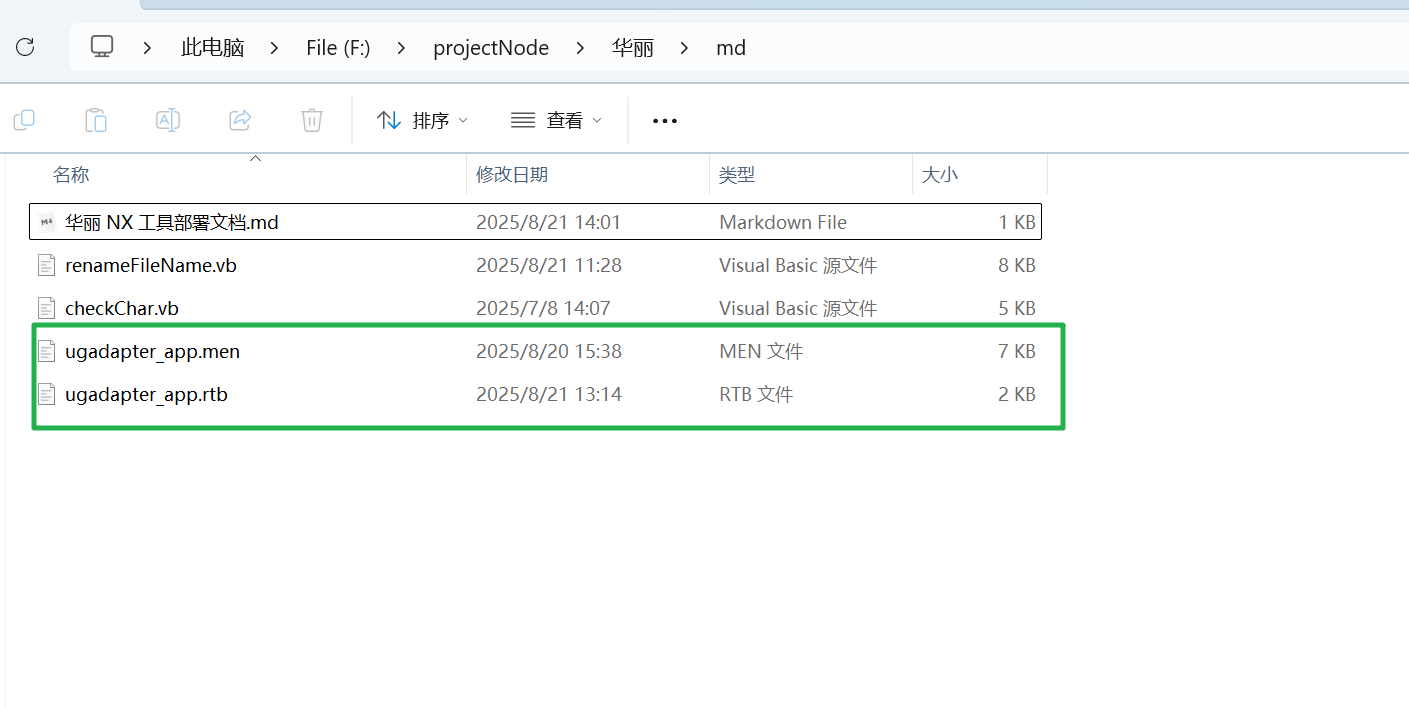 此电脑 File (F:) projectNode 华丽 md
排序 查看
名称 修改日期 类型 大小
华丽 NX 工具部署文档.md 2025/8/21 14:01 Markdown File 1 KB
renameFileName.vb 2025/8/21 11:28 Visual Basic 源文件 8 KB
checkChar.vb 2025/7/8 14:07 Visual Basic 源文件 5 KB
ugadapter_app.men 2025/8/20 15:38 MEN 文件 7 KB
ugadapter_app.rtb 2025/8/21 13:14 RTB 文件 2 KB